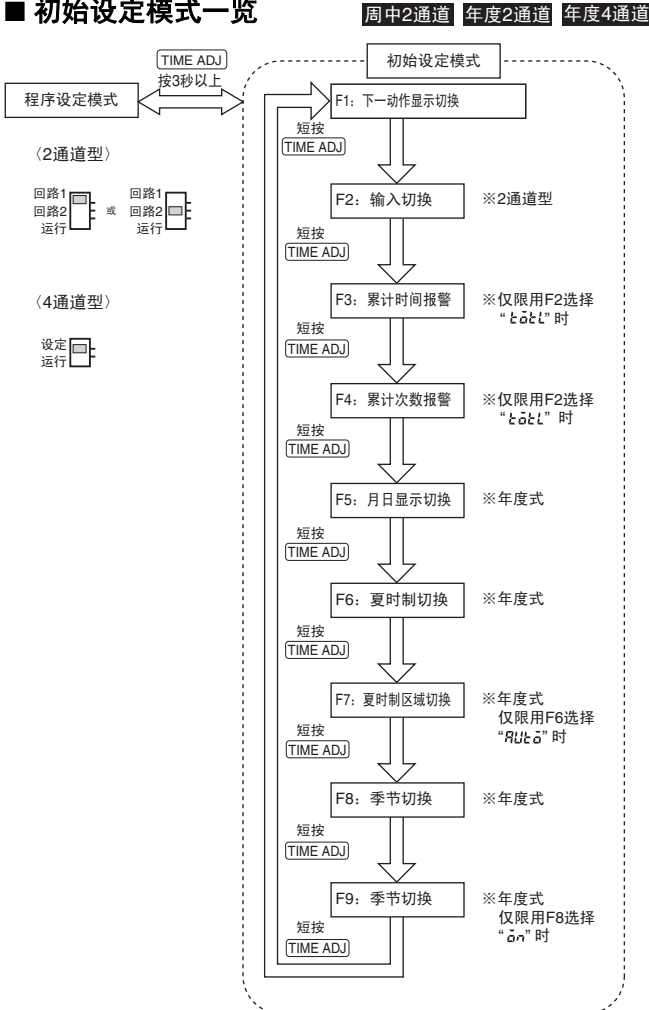 ■ 初始设定模式一览
周中2通道 年度2通道 年度4通道
初始设定模式
TIME ADJ
按3秒以上
程序设定模式
F1：下一动作显示切换
短按
TIME ADJ
〈2通道型〉
回路1
回路2
运行
或
回路1
回路2
运行
F2：输入切换
※2通道型
短按
TIME ADJ
〈4通道型〉
设定
运行
F3：累计时间报警
※仅限用F2选择
“totL”时
短按
TIME ADJ
F4：累计次数报警
※仅限用F2选择
“totL” 时
短按
TIME ADJ
F5：月日显示切换
※年度式
短按
TIME ADJ
F6：夏时制切换
※年度式
短按
TIME ADJ
F7：夏时制区域切换
※年度式
仅限用F6选择
“AUto”时
短按
TIME ADJ
F8：季节切换
※年度式
短按
TIME ADJ
F9：季节切换
※年度式
仅限用F8选择
“on”时
短按
TIME ADJ